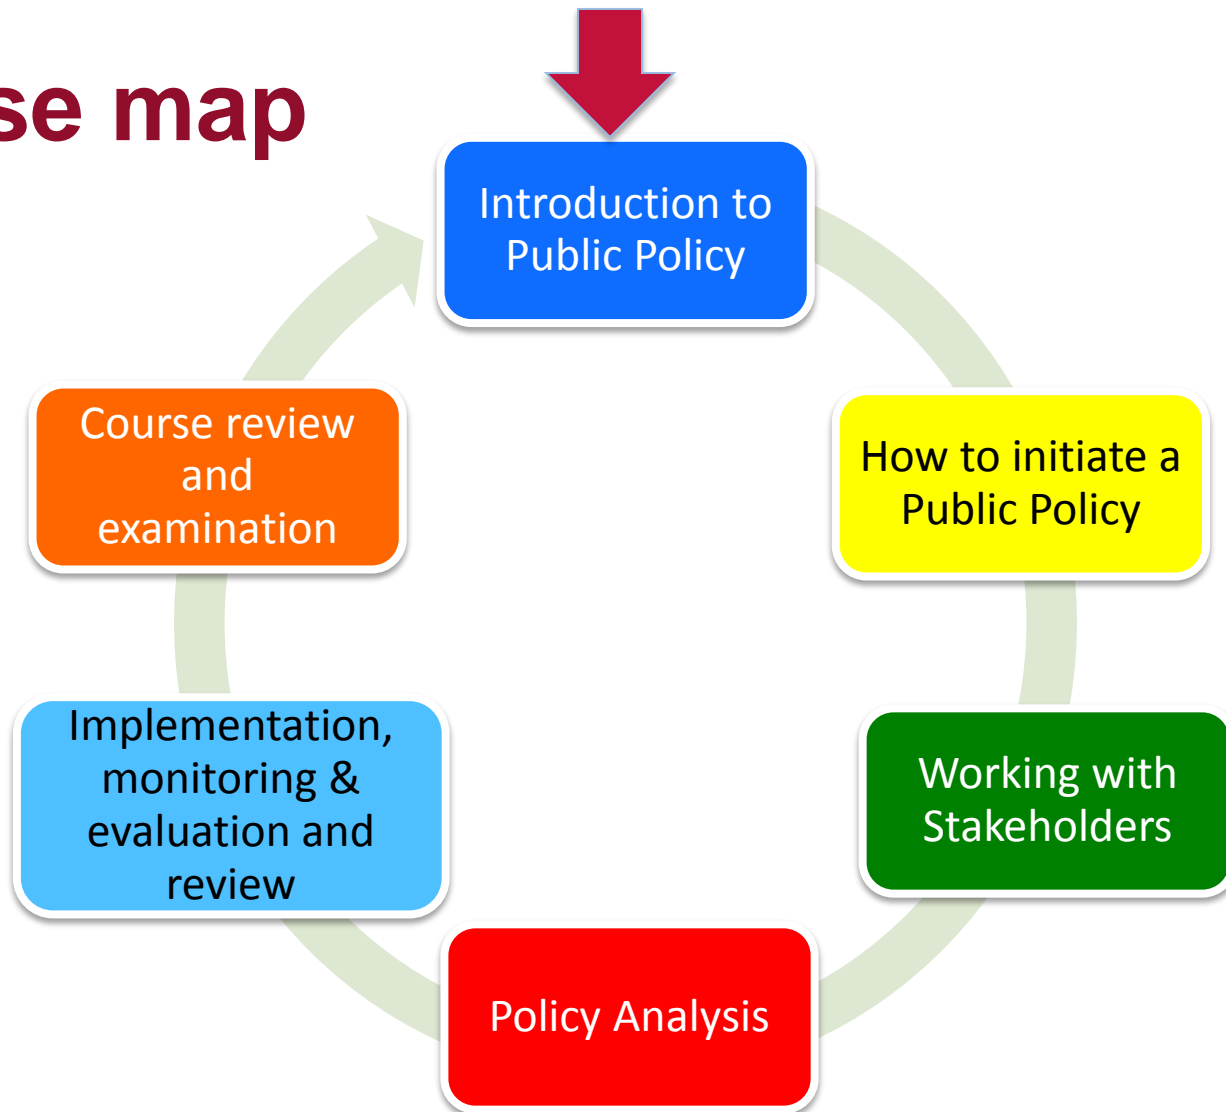 se map
Introduction to
Public Policy
How to initiate a
Public Policy
Working with
Stakeholders
Policy Analysis
Implementation,
monitoring &
evaluation and
review
Course review
and
examination